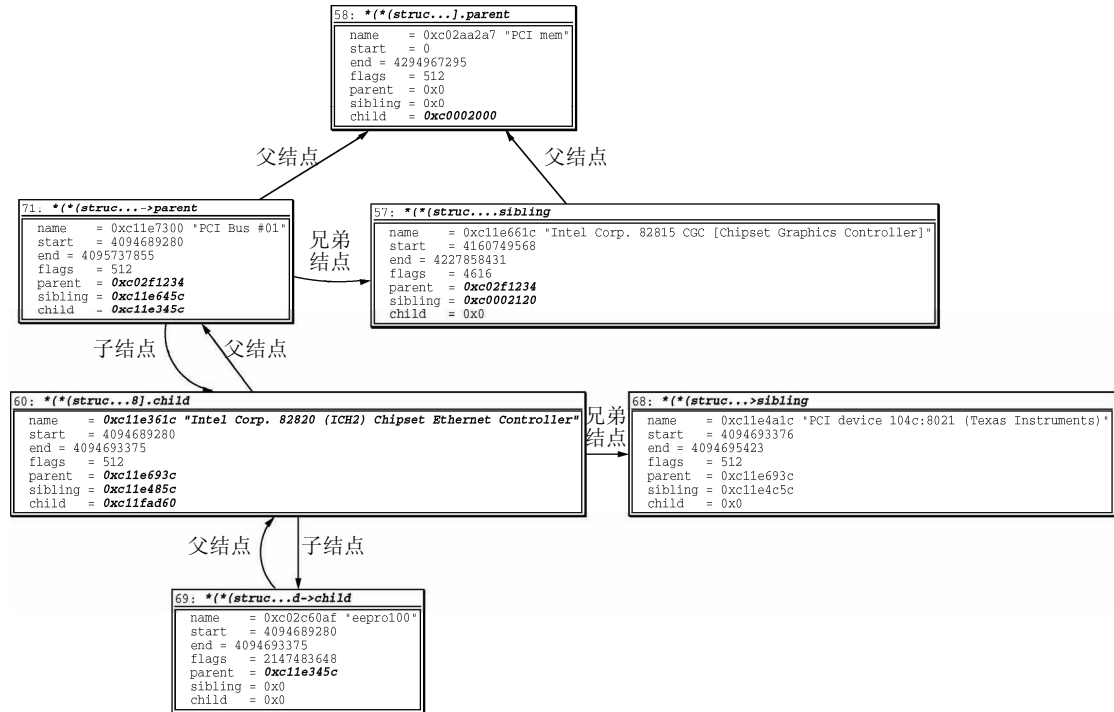 58: *(*(struc...].parent
name = 0xc02aa2a7 "PCI mem"
start = 0
end = 4294967295
flags = 512
parent = 0x0
sibling = 0x0
child = 0xc0002000
父结点
父结点
71: *(*(struc...->parent
name = 0xc11e7300 "PCI Bus #01"
start = 4094689280
end = 4095737855
flags = 512
parent = 0xc02f1234
sibling = 0xc11e645c
child = 0xc11e345c
兄弟
结点
57: *(*(struc....sibling
name = 0xc11e661c "Intel Corp. 82815 CGC [Chipset Graphics Controller]"
start = 4160749568
end = 4227858431
flags = 4616
parent = 0xc02f1234
sibling = 0xc0002120
child = 0x0
子结点
父结点
60: *(*(struc...8].child
name = 0xc11e361c "Intel Corp. 82820 (ICH2) Chipset Ethernet Controller"
start = 4094689280
end = 4094693375
flags = 512
parent = 0xc11e693c
sibling = 0xc11e485c
child = 0xc11fad60
兄弟
结点
68: *(*(struc...>sibling
name = 0xc11e4a1c "PCI device 104c:8021 (Texas Instruments)"
start = 4094693376
end = 4094695423
flags = 512
parent = 0xc11e693c
sibling = 0xc11e4c5c
child = 0x0
父结点
子结点
69: *(*(struc...d->child
name = 0xc02c60af "eepro100"
start = 4094689280
end = 4094693375
flags = 2147483648
parent = 0xc11e345c
sibling = 0x0
child = 0x0